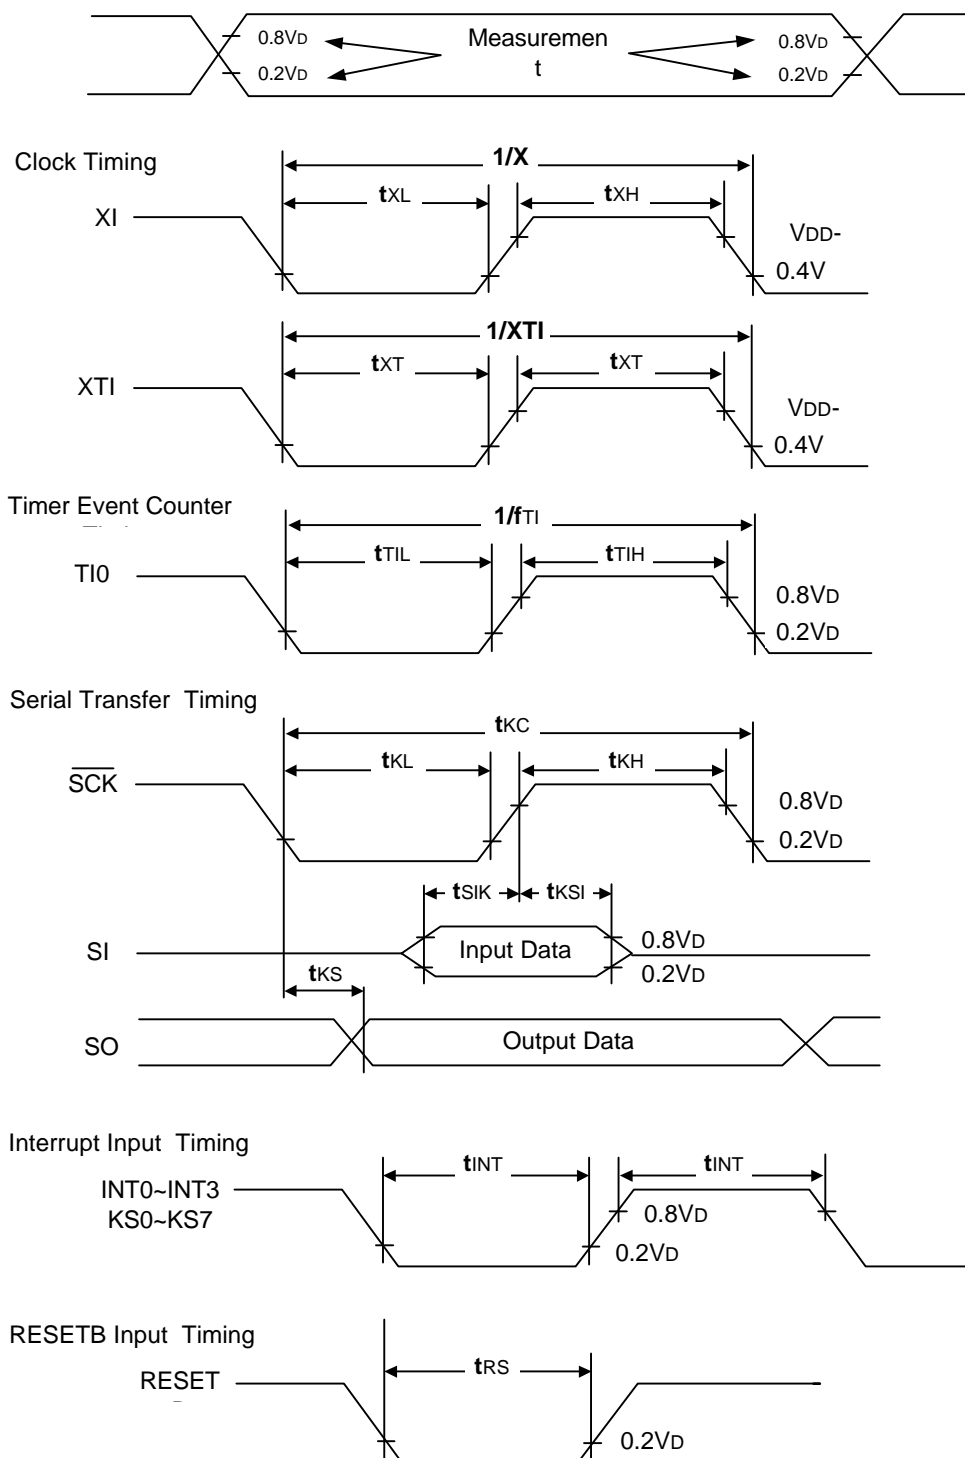 0.8VD Measuremen 0.8VD
0.2VD t 0.2VD
Clock Timing
1/X
tXL tXH
XI
VDD-
0.4V
1/XTI
tXT tXT
XTI
VDD-
0.4V
Timer Event Counter
1/fTI
tTIL tTIH
TI0
0.8VD
0.2VD
Serial Transfer Timing
tKC
tKL tKH
SCK
0.8VD
0.2VD
tSIK tKSI
SI Input Data 0.8VD
0.2VD
tKS
SO Output Data
Interrupt Input Timing
tINT tINT
INT0~INT3
KS0~KS7
0.8VD
0.2VD
RESETB Input Timing
tRS
RESET
0.2VD